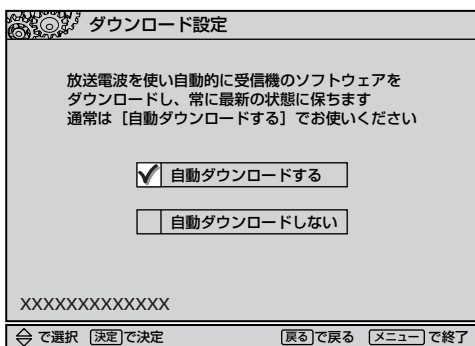 ダウンロード設定
放送電波を使い自動的に受信機のソフトウェアを
ダウンロードし、常に最新の状態に保ちます
通常は［自動ダウンロードする］でお使いください
自動ダウンロードする
自動ダウンロードしない
XXXXXXXXXXXXX
で選択 決定で決定 戻るで戻る メニューで終了